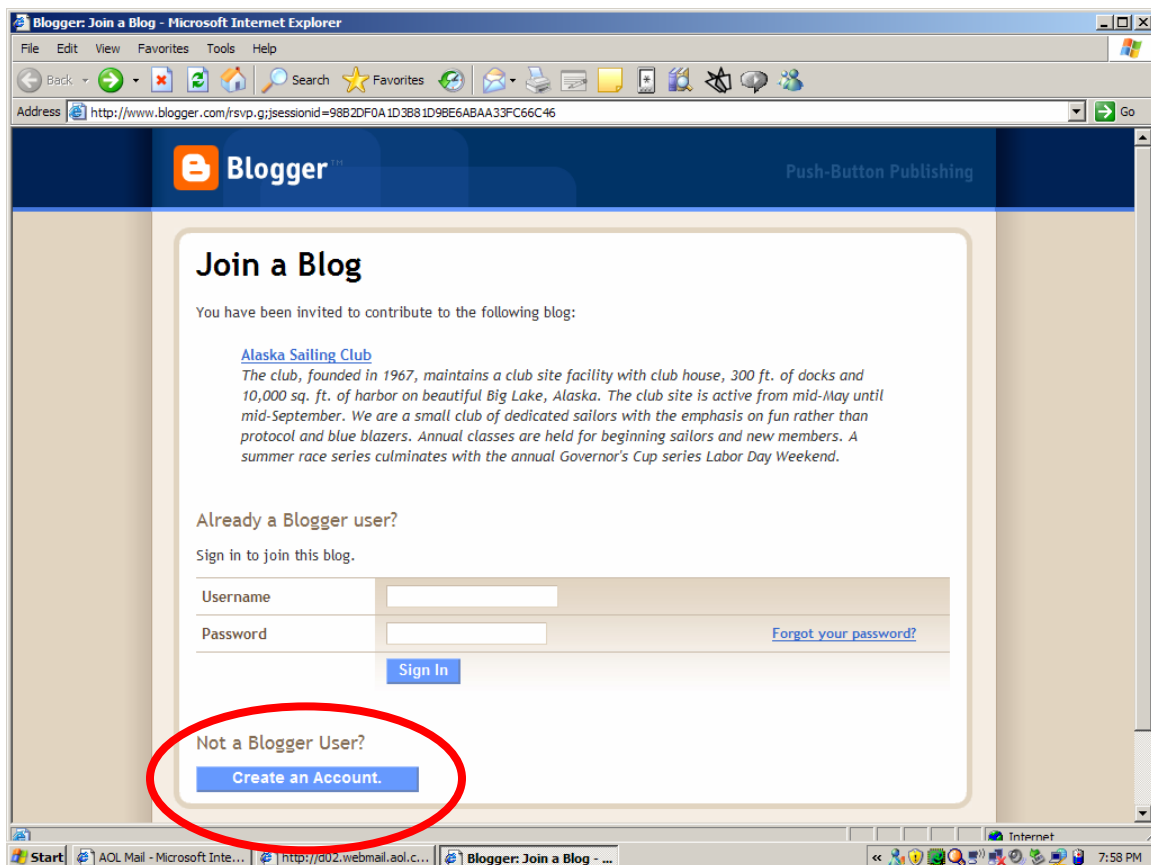 Blogger: Join a Blog - Microsoft Internet Explorer
File Edit View Favorites Tools Help
Back Search Favorites
Address http://www.blogger.com/rsvp.g;jsessionid=98B2DF0A1D3B81D9BE6ABAA33FC66C46 Go
Blogger™ Push-Button Publishing
Join a Blog
You have been invited to contribute to the following blog:
Alaska Sailing Club
The club, founded in 1967, maintains a club site facility with club house, 300 ft. of docks and
10,000 sq. ft. of harbor on beautiful Big Lake, Alaska. The club site is active from mid-May until
mid-September. We are a small club of dedicated sailors with the emphasis on fun rather than
protocol and blue blazers. Annual classes are held for beginning sailors and new members. A
summer race series culminates with the annual Governor's Cup series Labor Day Weekend.
Already a Blogger user?
Sign in to join this blog.
Username
Password Forgot your password?
Sign In
Not a Blogger User?
Create an Account.
Internet
Start AOL Mail - Microsoft Inte... http://d02.webmail.aol.c... Blogger: Join a Blog - ... « 7:58 PM